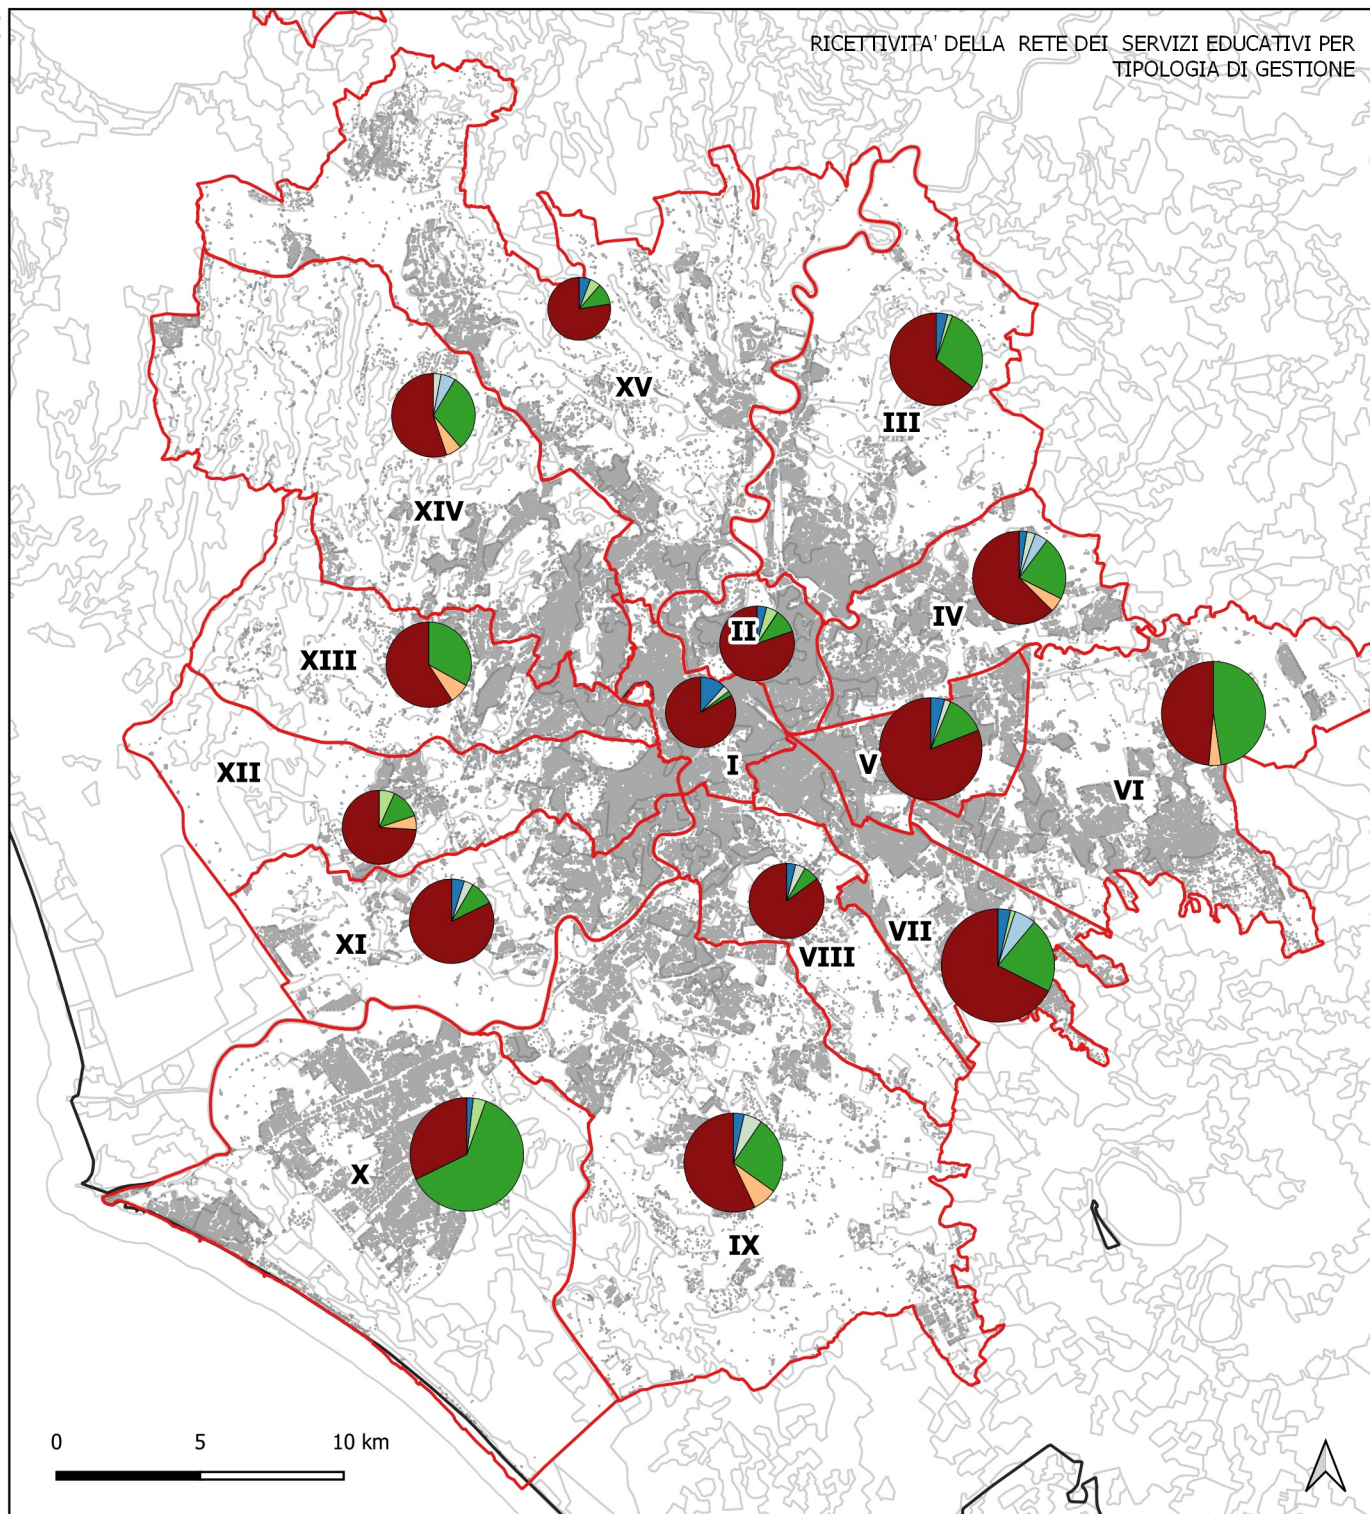 RICETTIVITA' DELLA RETE DEI SERVIZI EDUCATIVI PER
TIPOLOGIA DI GESTIONE
XV
III
XIV
IV
II
XIII
I
V
XII
VI
VII
XI
VIII
X
IX
0 5 10 km